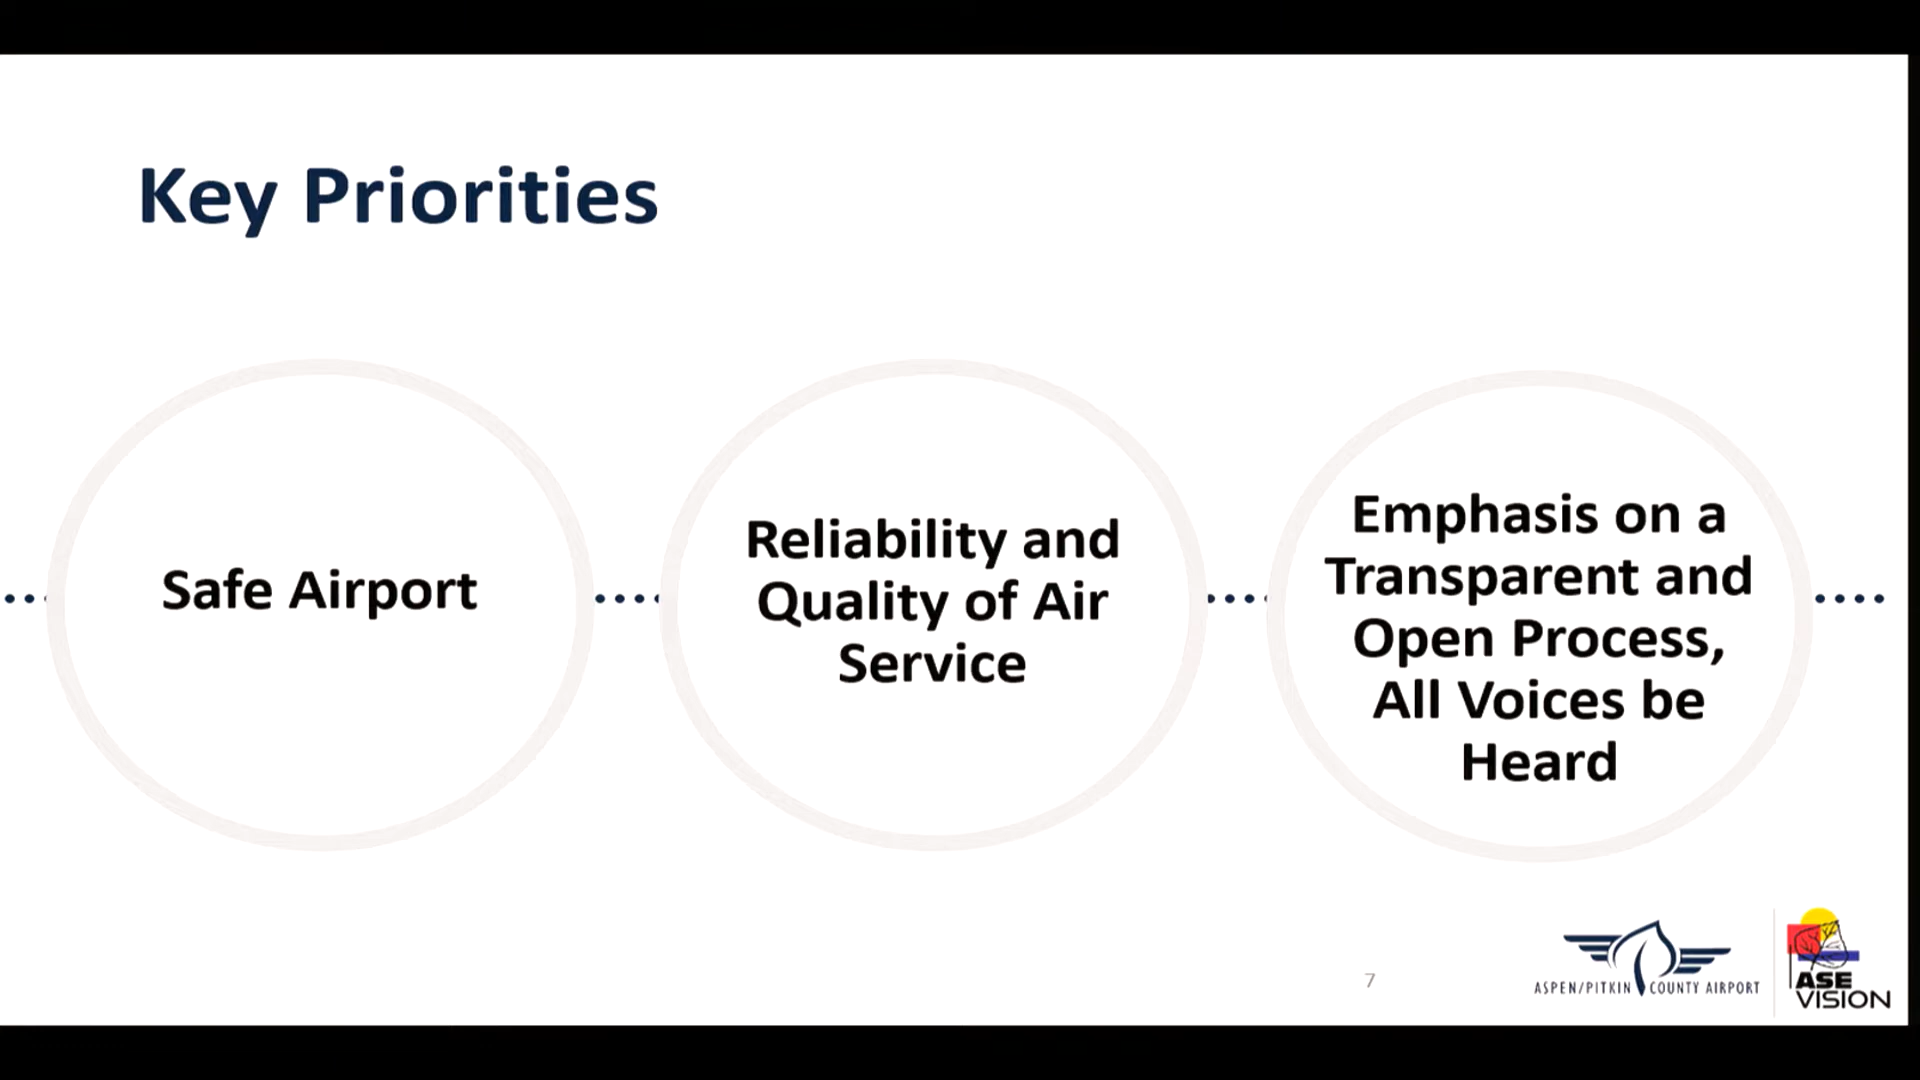 Key Priorities
Safe Airport
Reliability and
Quality of Air
Service
Emphasis on a
Transparent and
Open Process,
All Voices be
Heard
7
ASPEN/PITKIN COUNTY AIRPORT
ASE
VISION